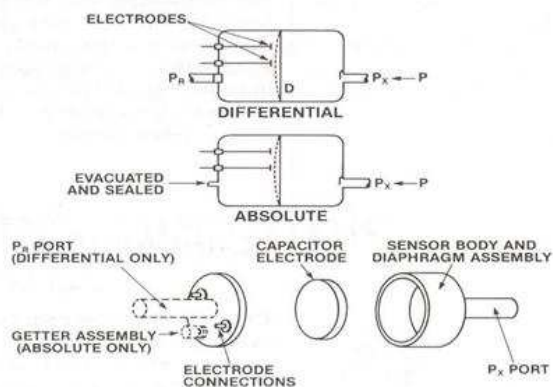 ELECTRODES
PR
D
PX
P
DIFFERENTIAL
EVACUATED
AND SEALED
PX
P
ABSOLUTE
PR PORT
(DIFFERENTIAL ONLY)
CAPACITOR
ELECTRODE
SENSOR BODY AND
DIAPHRAGM ASSEMBLY
GETTER ASSEMBLY
(ABSOLUTE ONLY)
ELECTRODE
CONNECTIONS
PX PORT